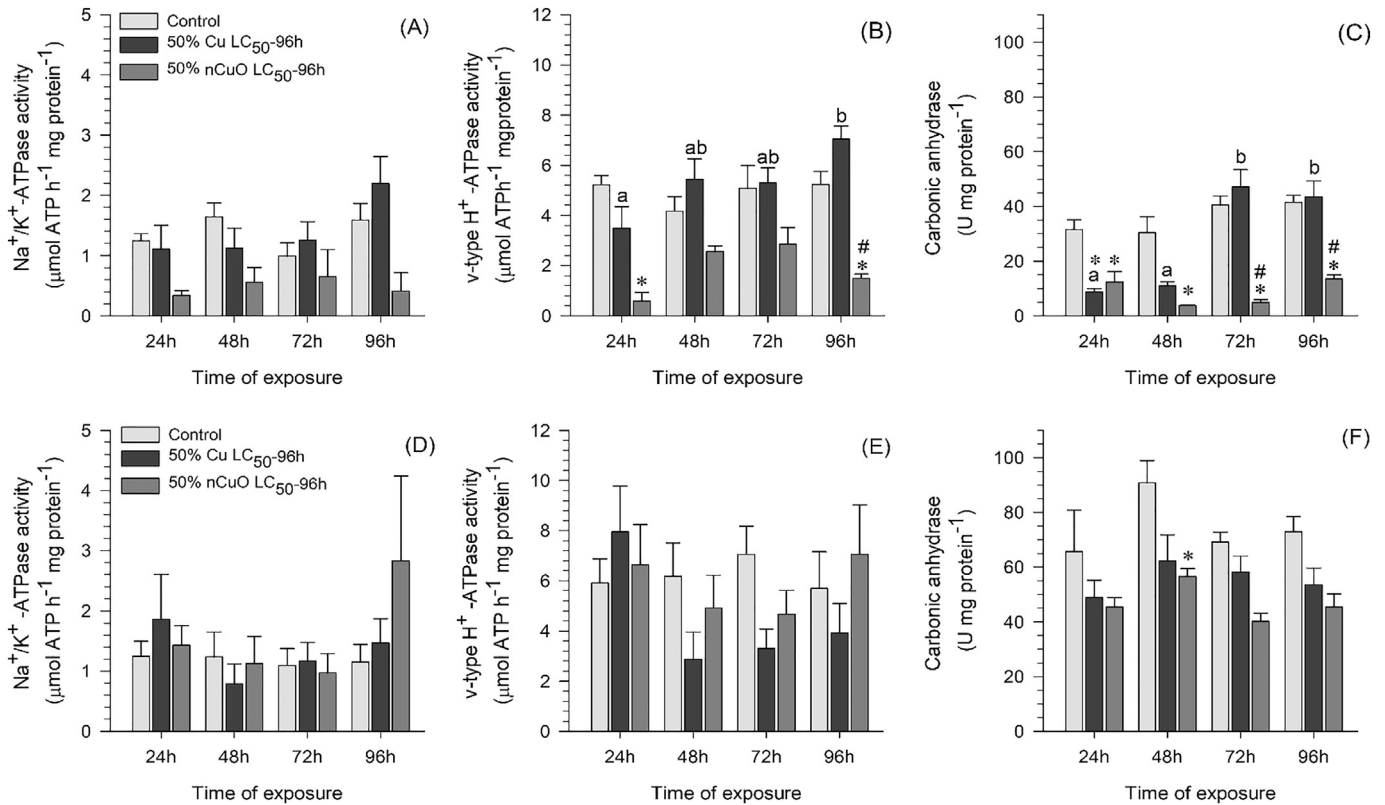 (A)
Control
50% Cu LC50-96h
50% nCuO LC50-96h
Na+/K+-ATPase activity
(μmol ATP h-1 mg protein-1)
5
4
3
2
1
0
24h 48h 72h 96h
Time of exposure
(B)
v-type H+ -ATPase activity
(μmol ATPh-1 mgprotein-1)
12
10
8
6
4
2
0
a * ab ab b # *
24h 48h 72h 96h
Time of exposure
(C)
Carbonic anhydrase
(U mg protein-1)
100
80
60
40
20
0
* a * a * b # * b # *
24h 48h 72h 96h
Time of exposure
(D)
Control
50% Cu LC50-96h
50% nCuO LC50-96h
Na+/K+ -ATPase activity
(μmol ATP h-1 mg protein-1)
5
4
3
2
1
0
24h 48h 72h 96h
Time of exposure
(E)
v-type H+ -ATPase activity
(μmol ATP h-1 mg protein-1)
12
10
8
6
4
2
0
24h 48h 72h 96h
Time of exposure
(F)
Carbonic anhydrase
(U mg protein-1)
100
80
60
40
20
0
*
24h 48h 72h 96h
Time of exposure